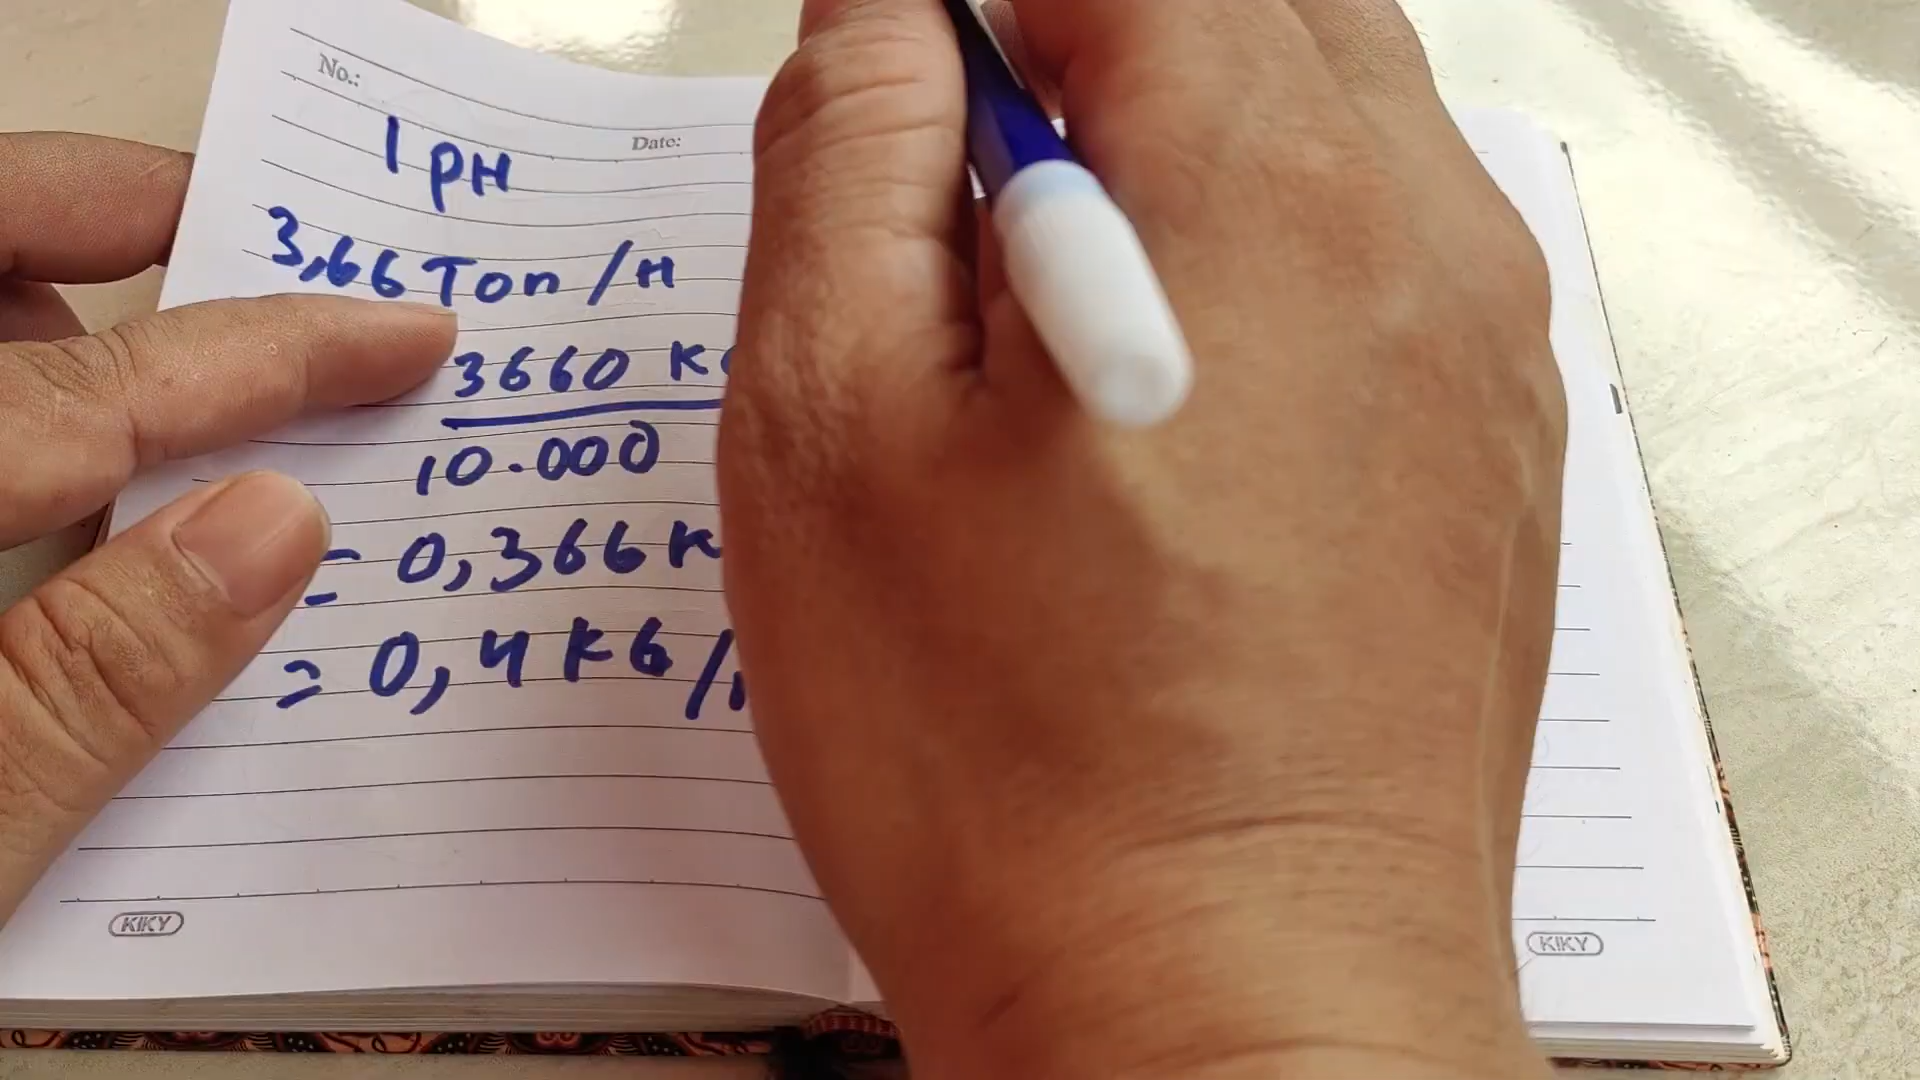 No.:
Date:
1 PH
3,66 Ton/H
3660 K
10.000
= 0,366 K
= 0,4 KG/
KIKY
KIKY